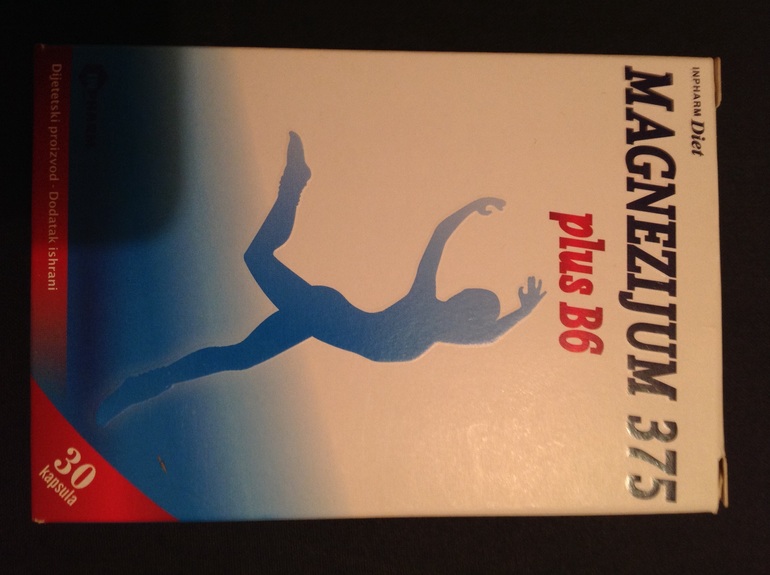 INPHARM Diet
MAGNEZIJUM 375
plus B6
30
kapsula
Dijetetski proizvod · Dodatak ishrani